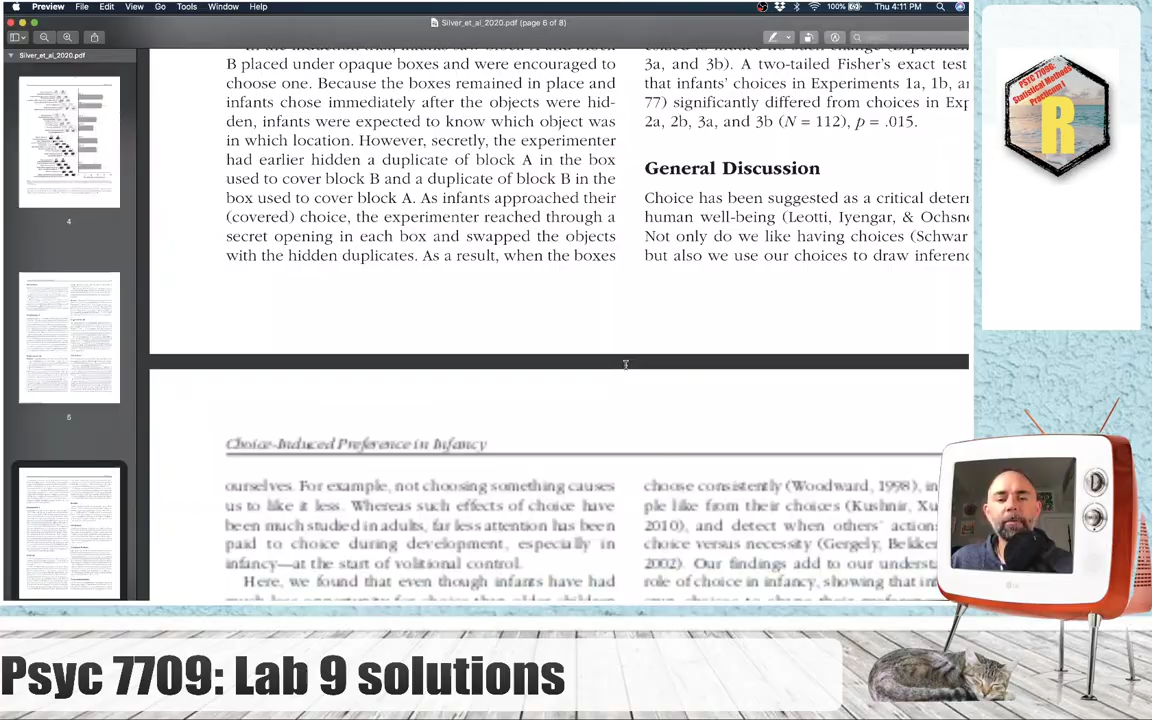 Preview File Edit View Go Tools Window Help
100% Thu 4:11 PM
Silver_et_al_2020.pdf (page 6 of 8)
Silver_et_al_2020.pdf
Search
4
5
B placed under opaque boxes and were encouraged to
choose one. Because the boxes remained in place and
infants chose immediately after the objects were hid-
den, infants were expected to know which object was
in which location. However, secretly, the experimenter
had earlier hidden a duplicate of block A in the box
used to cover block B and a duplicate of block B in the
box used to cover block A. As infants approached their
(covered) choice, the experimenter reached through a
secret opening in each box and swapped the objects
with the hidden duplicates. As a result, when the boxes
3a, and 3b). A two-tailed Fisher's exact test
that infants' choices in Experiments 1a, 1b, a
77) significantly differed from choices in Exp
2a, 2b, 3a, and 3b (N = 112), p = .015.
General Discussion
Choice has been suggested as a critical deter
human well-being (Leotti, Iyengar, & Ochsn
Not only do we like having choices (Schwar
but also we use our choices to draw inferenc
Choice-Induced Preference in Infancy
ourselves. For example, not choosing something causes
us to like it less. Whereas such effects of choice have
been much studied in adults, far less attention has been
paid to choice during development, especially in
infancy—at the start of volitional control.
Here, we found that even though infants have had
choose consistently (Woodward, 1998), in
ple like from their choices (Kushnir, Xu
2010), and detect when others' actions
choice versus necessity (Gergely, Bekker
2002). Our findings add to our underst
role of choice in infancy, showing that in
PSYC 7709G:
Statistical Methods
Practicum I
R
Psyc 7709: Lab 9 solutions